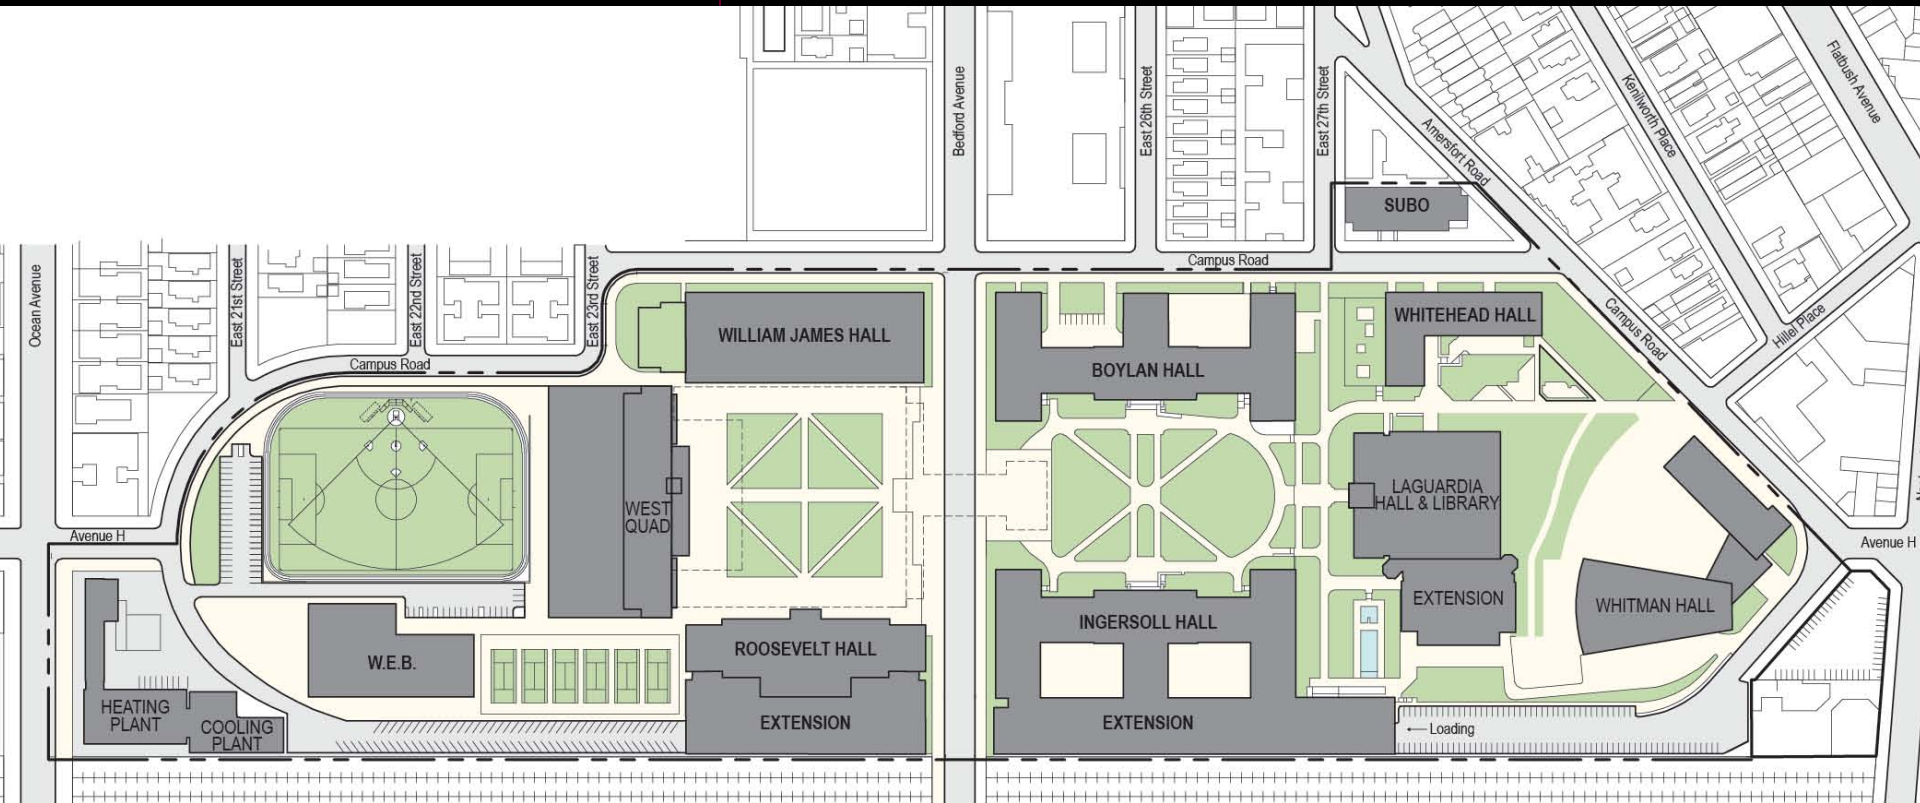 Flatbush Avenue
Kenilworth Place
Bedford Avenue
East 26th Street
East 27th Street
Amersfort Road
SUBO
Campus Road
Ocean Avenue
East 21st Street
East 22nd Street
East 23rd Street
Campus Road
Hillel Place
WILLIAM JAMES HALL
WHITEHEAD HALL
Campus Road
BOYLAN HALL
H
LAGUARDIA
HALL & LIBRARY
WEST
QUAD
Avenue H
Avenue H
EXTENSION
WHITMAN HALL
INGERSOLL HALL
ROOSEVELT HALL
W.E.B.
HEATING
PLANT
COOLING
PLANT
EXTENSION
EXTENSION
Loading